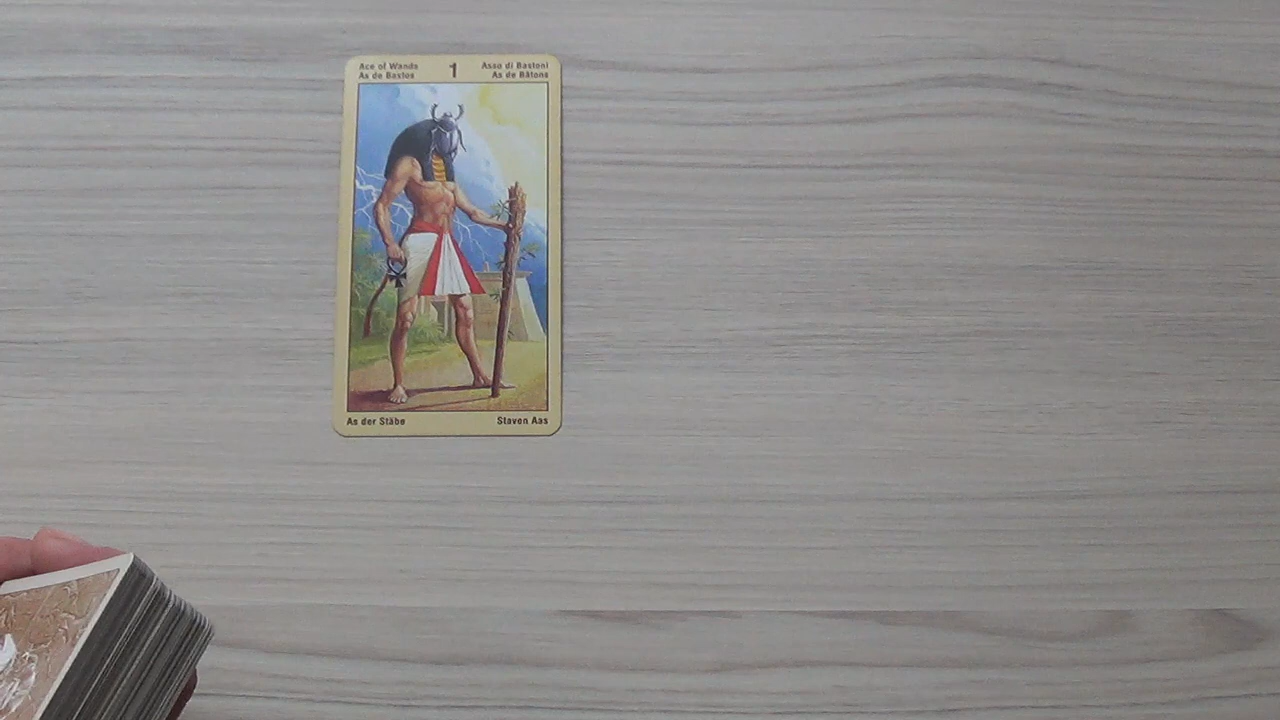 Ace of Wands
As de Bastos
1
Asso di Bastoni
As de Bâtons
As der Stäbe
Staven Aas